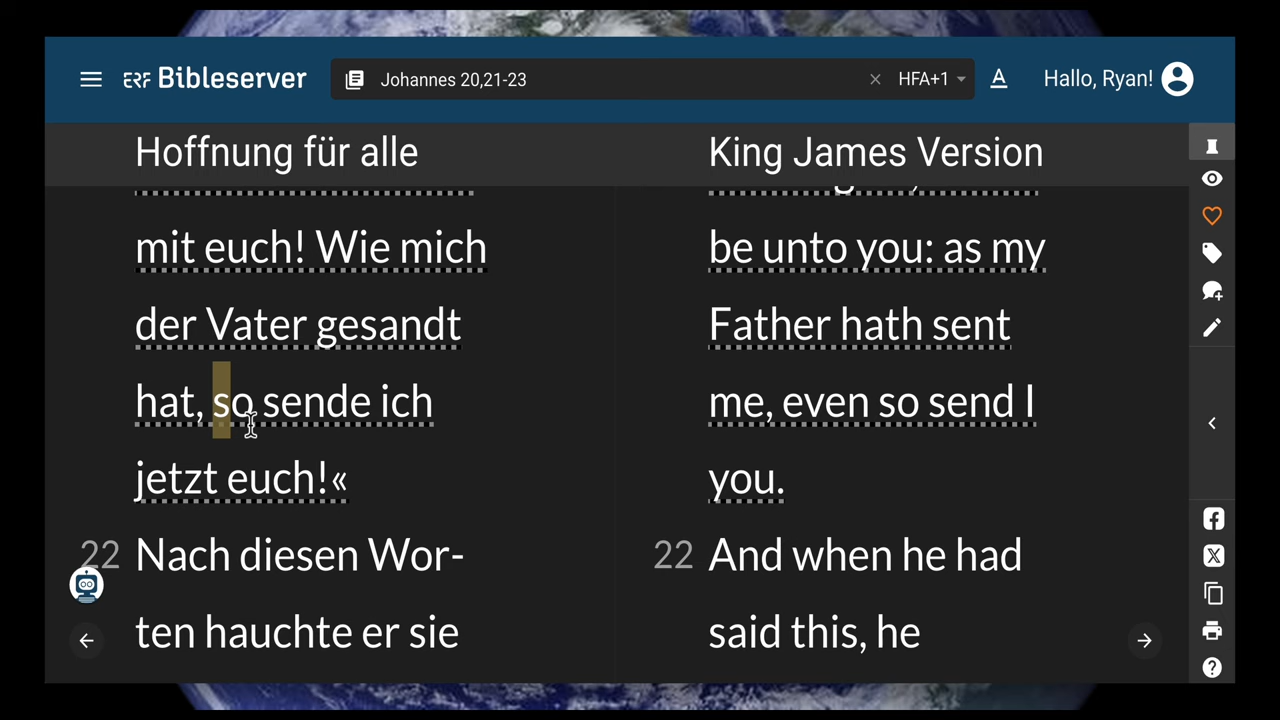 ERF Bibleserver
Johannes 20,21-23
HFA+1
A
Hallo, Ryan!
Hoffnung für alle
mit euch! Wie mich
der Vater gesandt
hat, so sende ich
jetzt euch!«
22 Nach diesen Wor-
ten hauchte er sie
King James Version
be unto you: as my
Father hath sent
me, even so send I
you.
22 And when he had
said this, he